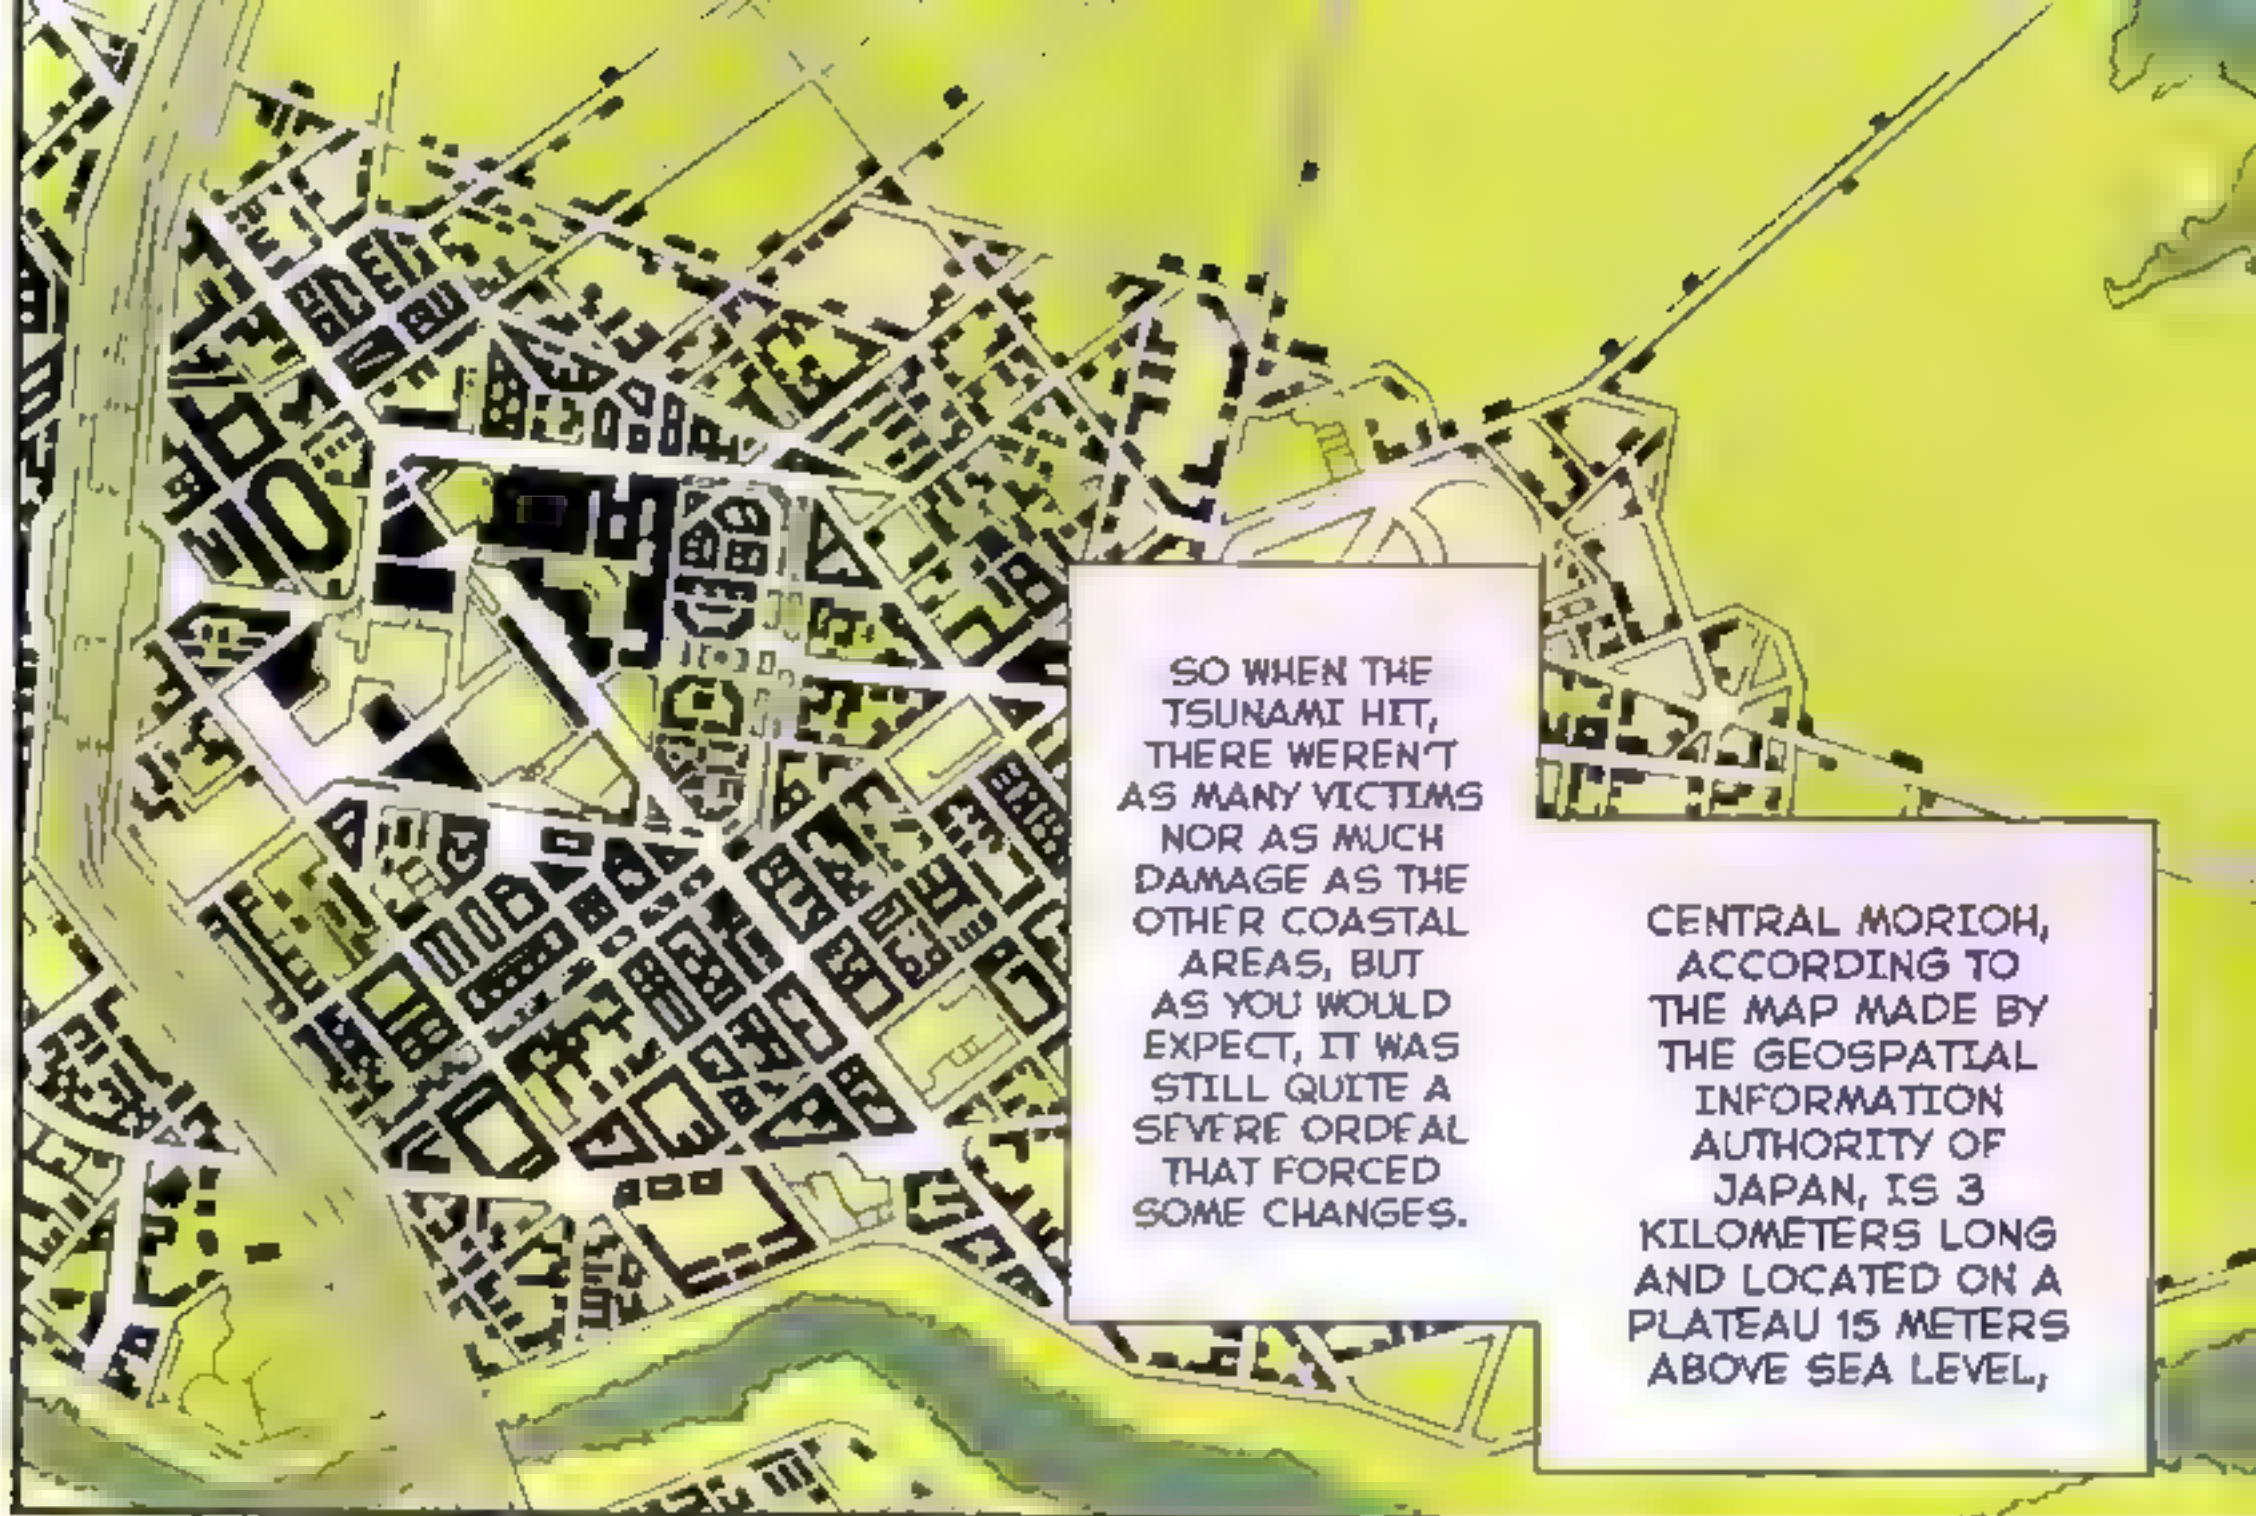 CENTRAL MORIOH,
ACCORDING TO
THE MAP MADE BY
THE GEOSPATIAL
INFORMATION
AUTHORITY OF
JAPAN, IS 3
KILOMETERS LONG
AND LOCATED ON A
PLATEAU 15 METERS
ABOVE SEA LEVEL,
SO WHEN THE
TSUNAMI HIT,
THERE WEREN'T
AS MANY VICTIMS
NOR AS MUCH
DAMAGE AS THE
OTHER COASTAL
AREAS, BUT
AS YOU WOULD
EXPECT, IT WAS
STILL QUITE A
SEVERE ORDEAL
THAT FORCED
SOME CHANGES.